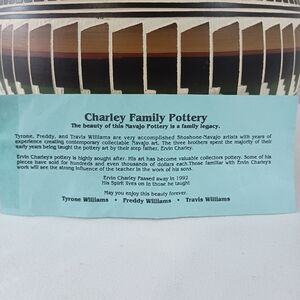 Charley Family Pottery
The beauty of this Navajo Pottery is a family legacy.
Tyrone, Freddy, and Travis Williams are very accomplished Shoshone-Navajo artists with years of
experience creating contemporary collectable Navajo art. The three brothers spent the majority of their
early years being taught the pottery art by their step father, Ervin Charley.
Ervin Charley's pottery is highly sought after. His art has become valuable collectors pottery. Some of his
pieces have sold for hundreds and even thousands of dollars each Those familiar with Ervin Charley's
work will see the strong influence of the teacher in the work of his sons.
Ervin Charley Passed away in 1992
His Spirit lives on in those he taught
May you enjoy this beauty forever.
Tyrone Williams • Freddy Williams • Travis Williams